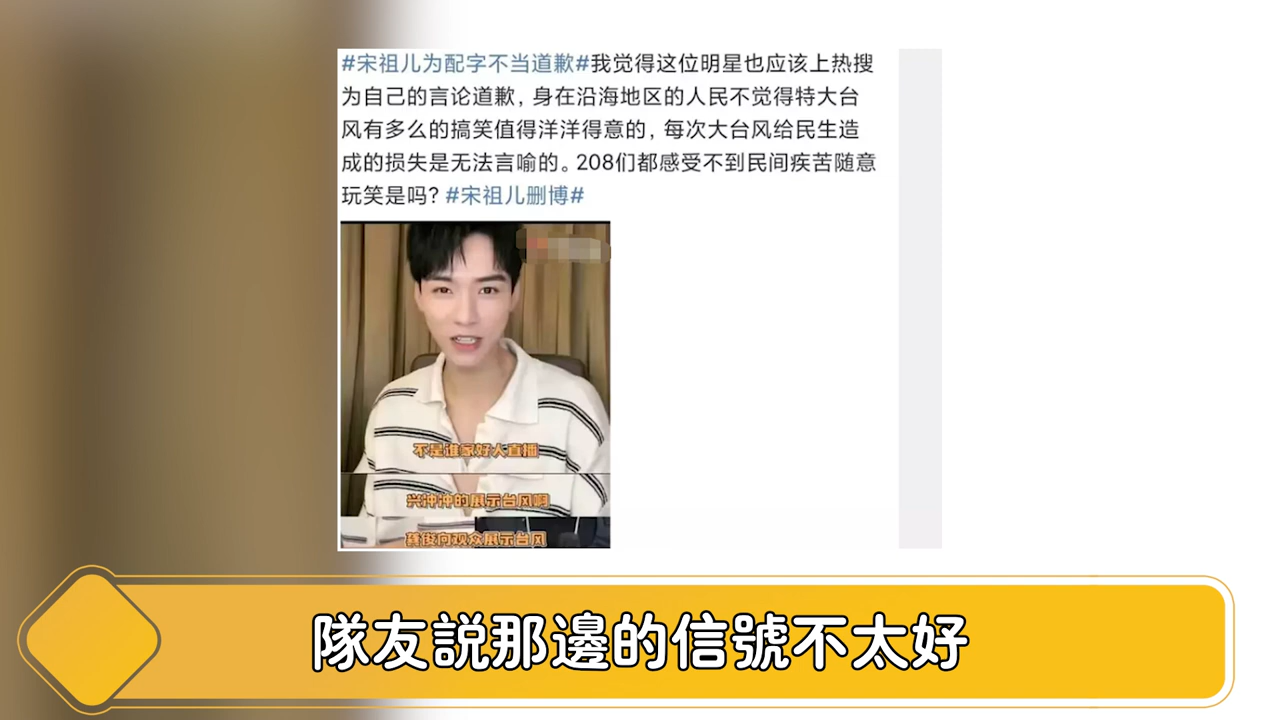 #宋祖儿为配字不当道歉#我觉得这位明星也应该上热搜
为自己的言论道歉，身在沿海地区的人民不觉得特大台
风有多么的搞笑值得洋洋得意的，每次大台风给民生造
成的损失是无法言喻的。208们都感受不到民间疾苦随意
玩笑是吗？#宋祖儿删博#
不是谁家好人直播
兴冲冲的展示台风啊
龚俊向观众展示台风
隊友説那邊的信號不太好